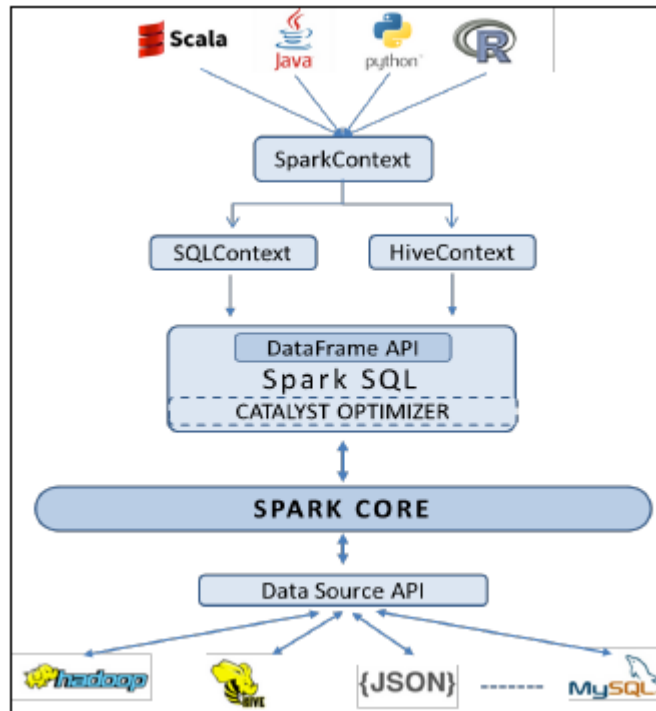 Scala
Java
python
R
SparkContext
SQLContext
HiveContext
DataFrame API
Spark SQL
CATALYST OPTIMIZER
SPARK CORE
Data Source API
hadoop
HIVE
{JSON}
MySQL